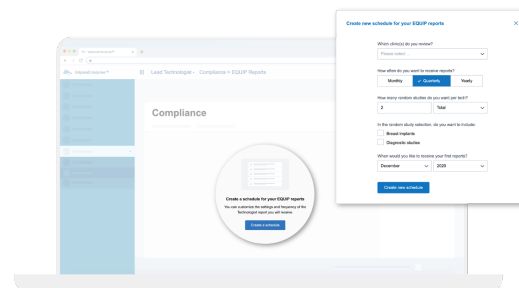 Create new schedule for your EQUIP reports
Which clinic(s) do you review?
Please select ...
How often do you want to receive reports?
Monthly
Quarterly
Yearly
How many random studies do you want per tech?
2
Total
In the random study selection, do you want to include:
Breast implants
Diagnostic studies
When would you like to receive your first reports?
December
2020
Create new schedule
Lead Technologist - Compliance > EQUIP Reports
Compliance
Create a schedule for your EQUIP reports
You can customize the settings and frequency of the
Technologist report you will receive.
Create a schedule